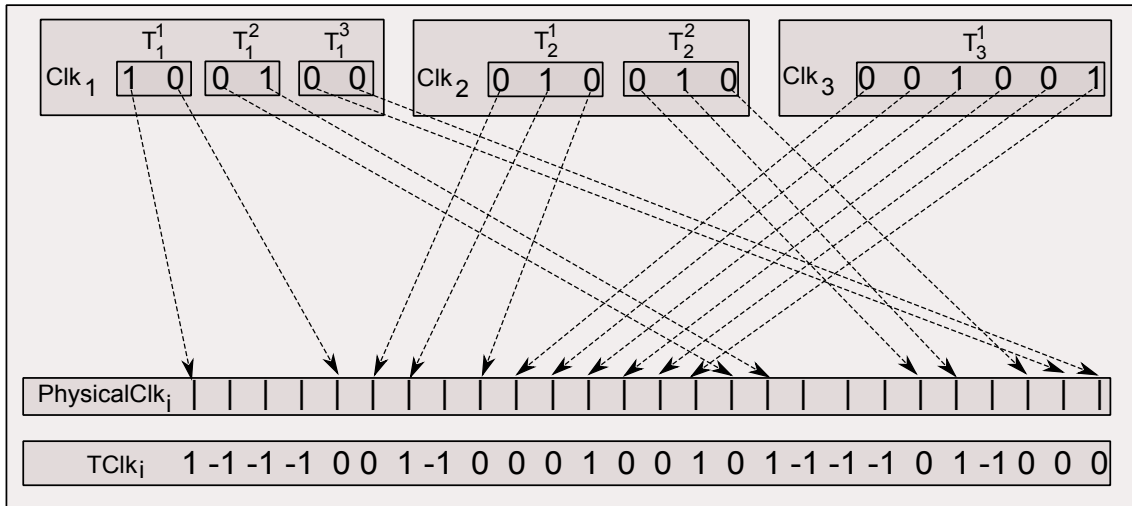 T₁¹ T₁² T₁³ T₂¹ T₂² T₃¹
Clk₁ 1 0 0 1 0 0 Clk₂ 0 1 0 0 1 0 Clk₃ 0 0 1 0 0 1
PhysicalClkᵢ | | | | | | | | | | | | | | | | | | | | | | | | | |
TClkᵢ 1 -1 -1 -1 0 0 1 -1 0 0 0 1 0 0 1 0 1 -1 -1 -1 0 1 -1 0 0 0